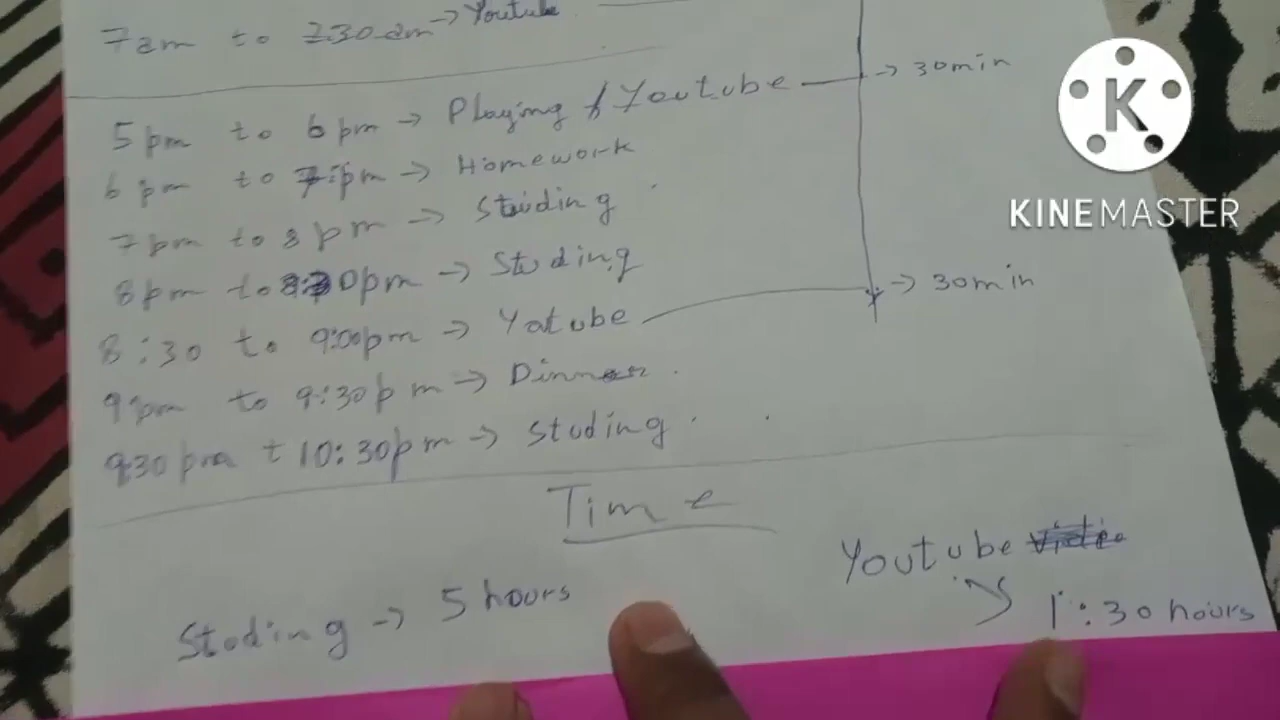 7am to 7:30am → Youtube
5pm to 6pm → Playing / Youtube → 30min
6pm to 7pm → Homework
7pm to 8pm → Studing
8pm to 8:30pm → Studing
8:30 to 9:00pm → Yatube → 30min
9pm to 9:30pm → Dinner
9:30pm t 10:30pm → studing
Time
Studing → 5 hours
Youtube
1:30 hours
K
KINEMASTER